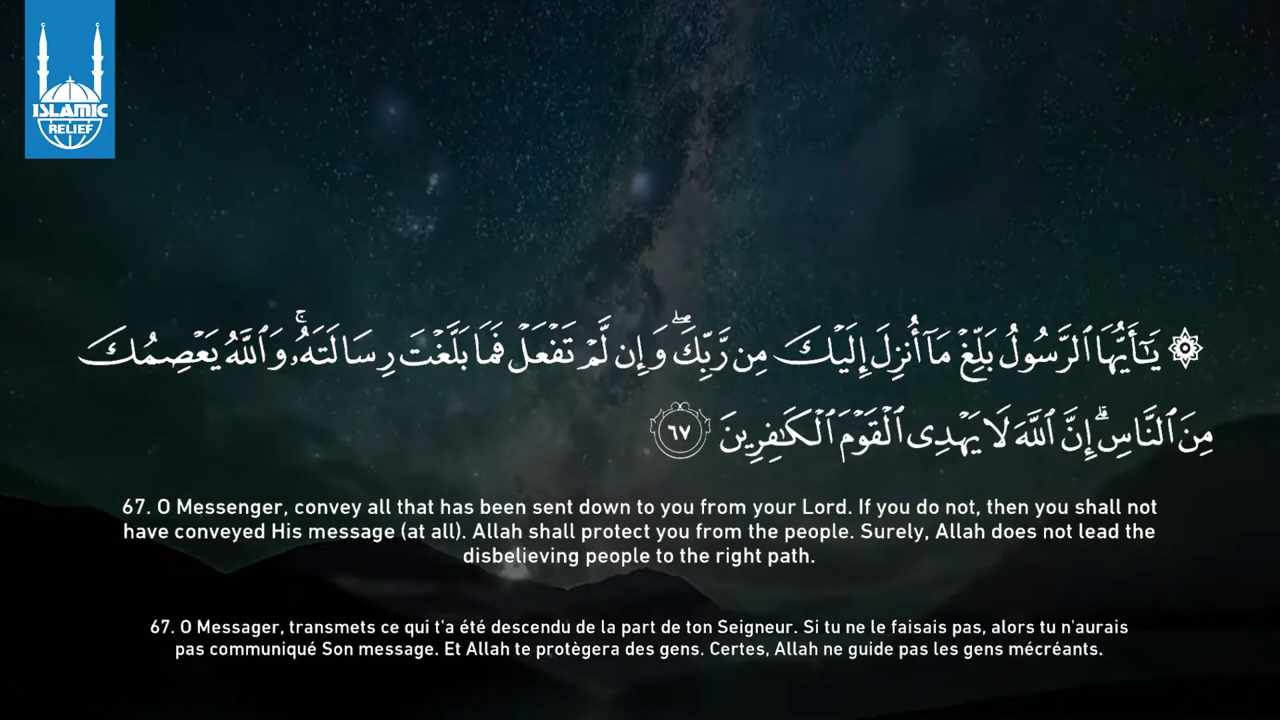 ISLAMIC
RELIEF
۞ يَٰٓأَيُّهَا ٱلرَّسُولُ بَلِّغْ مَآ أُنزِلَ إِلَيْكَ مِن رَّبِّكَ ۖ وَإِن لَّمْ تَفْعَلْ فَمَا بَلَّغْتَ رِسَالَتَهُۥ ۚ وَٱللَّهُ يَعْصِمُكَ
مِنَ ٱلنَّاسِ ۗ إِنَّ ٱللَّهَ لَا يَهْدِى ٱلْقَوْمَ ٱلْكَٰفِرِينَ ٦٧
67. O Messenger, convey all that has been sent down to you from your Lord. If you do not, then you shall not
have conveyed His message (at all). Allah shall protect you from the people. Surely, Allah does not lead the
disbelieving people to the right path.
67. O Messager, transmets ce qui t'a été descendu de la part de ton Seigneur. Si tu ne le faisais pas, alors tu n'aurais
pas communiqué Son message. Et Allah te protègera des gens. Certes, Allah ne guide pas les gens mécréants.